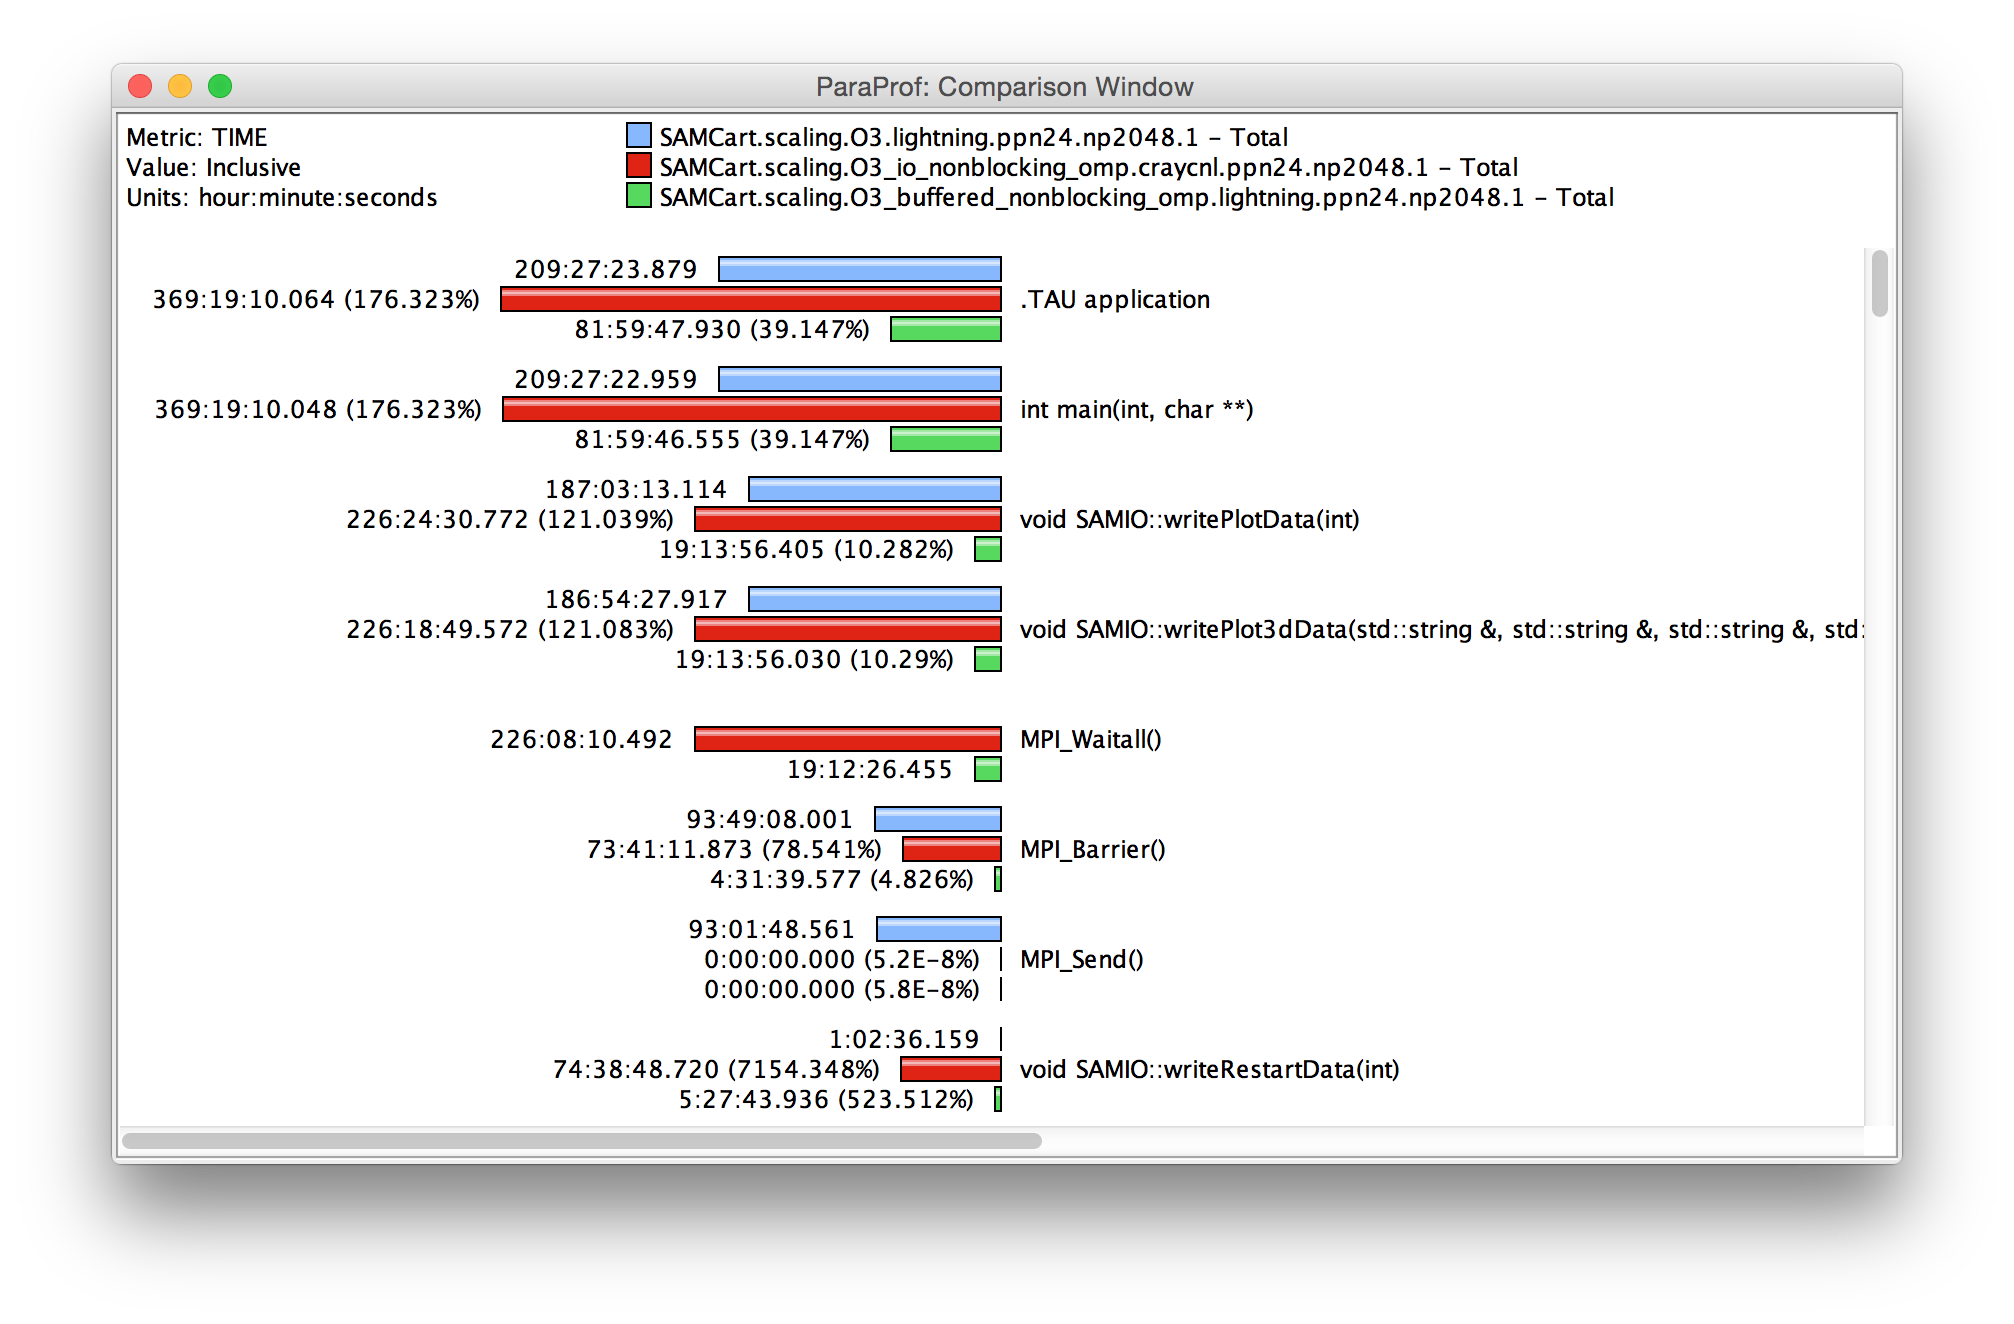 ParaProf: Comparison Window
Metric: TIME
Value: Inclusive
Units: hour:minute:seconds
SAMCart.scaling.O3.lightning.ppn24.np2048.1 - Total
SAMCart.scaling.O3_io_nonblocking_omp.craycnl.ppn24.np2048.1 - Total
SAMCart.scaling.O3_buffered_nonblocking_omp.lightning.ppn24.np2048.1 - Total
209:27:23.879
369:19:10.064 (176.323%)
.TAU application
81:59:47.930 (39.147%)
209:27:22.959
369:19:10.048 (176.323%)
int main(int, char **)
81:59:46.555 (39.147%)
187:03:13.114
226:24:30.772 (121.039%)
void SAMIO::writePlotData(int)
19:13:56.405 (10.282%)
186:54:27.917
226:18:49.572 (121.083%)
void SAMIO::writePlot3dData(std::string &, std::string &, std::string &, std:
19:13:56.030 (10.29%)
226:08:10.492
MPI_Waitall()
19:12:26.455
93:49:08.001
73:41:11.873 (78.541%)
MPI_Barrier()
4:31:39.577 (4.826%)
93:01:48.561
0:00:00.000 (5.2E-8%)
MPI_Send()
0:00:00.000 (5.8E-8%)
1:02:36.159
74:38:48.720 (7154.348%)
void SAMIO::writeRestartData(int)
5:27:43.936 (523.512%)